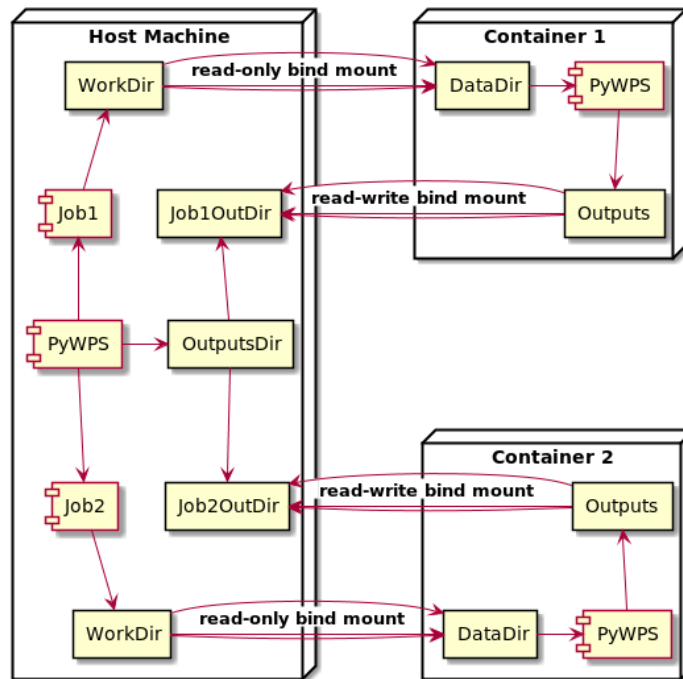 Host Machine
Container 1
WorkDir
read-only bind mount
DataDir
PyWPS
Job1
Job1OutDir
read-write bind mount
Outputs
PyWPS
OutputsDir
Container 2
Job2
Job2OutDir
read-write bind mount
Outputs
WorkDir
read-only bind mount
DataDir
PyWPS